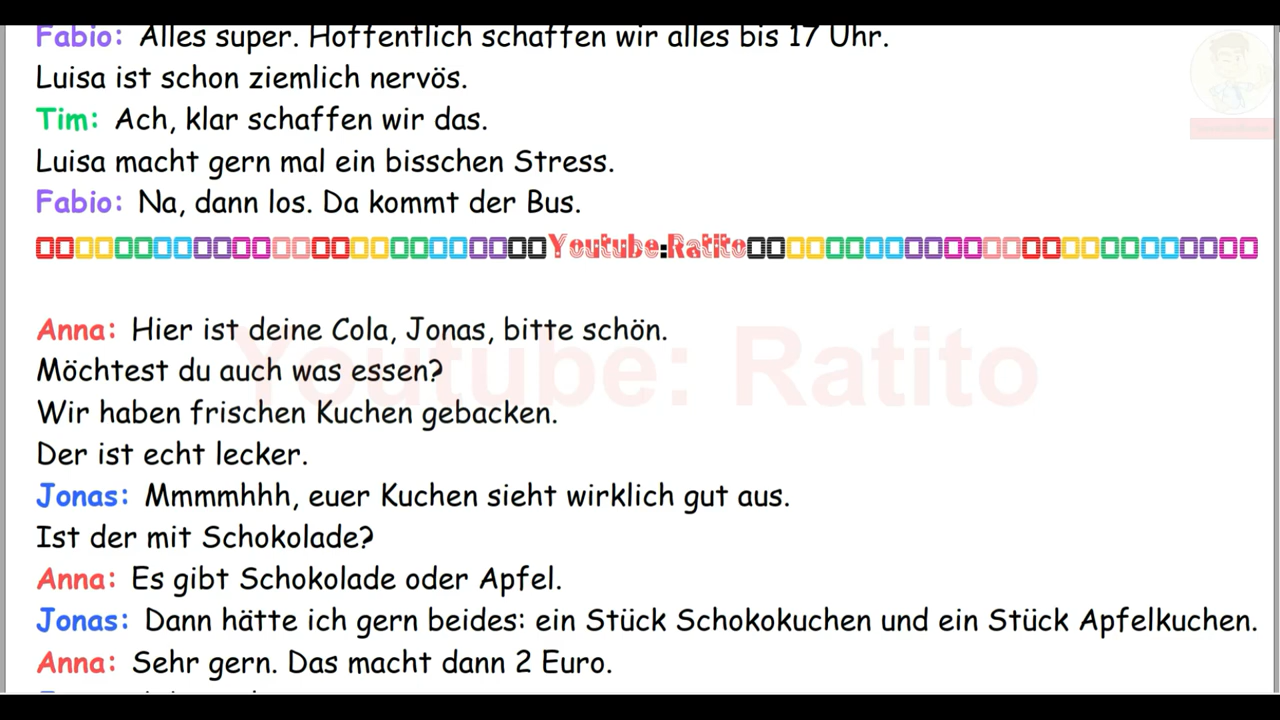 Fabio: Alles super. Hoffentlich schaffen wir alles bis 17 Uhr.
Luisa ist schon ziemlich nervös.
Tim: Ach, klar schaffen wir das.
Luisa macht gern mal ein bisschen Stress.
Fabio: Na, dann los. Da kommt der Bus.
Youtube:Ratito
Anna: Hier ist deine Cola, Jonas, bitte schön.
Youtube: Ratito
Möchtest du auch was essen?
Wir haben frischen Kuchen gebacken.
Der ist echt lecker.
Jonas: Mmmmhhh, euer Kuchen sieht wirklich gut aus.
Ist der mit Schokolade?
Anna: Es gibt Schokolade oder Apfel.
Jonas: Dann hätte ich gern beides: ein Stück Schokokuchen und ein Stück Apfelkuchen.
Anna: Sehr gern. Das macht dann 2 Euro.